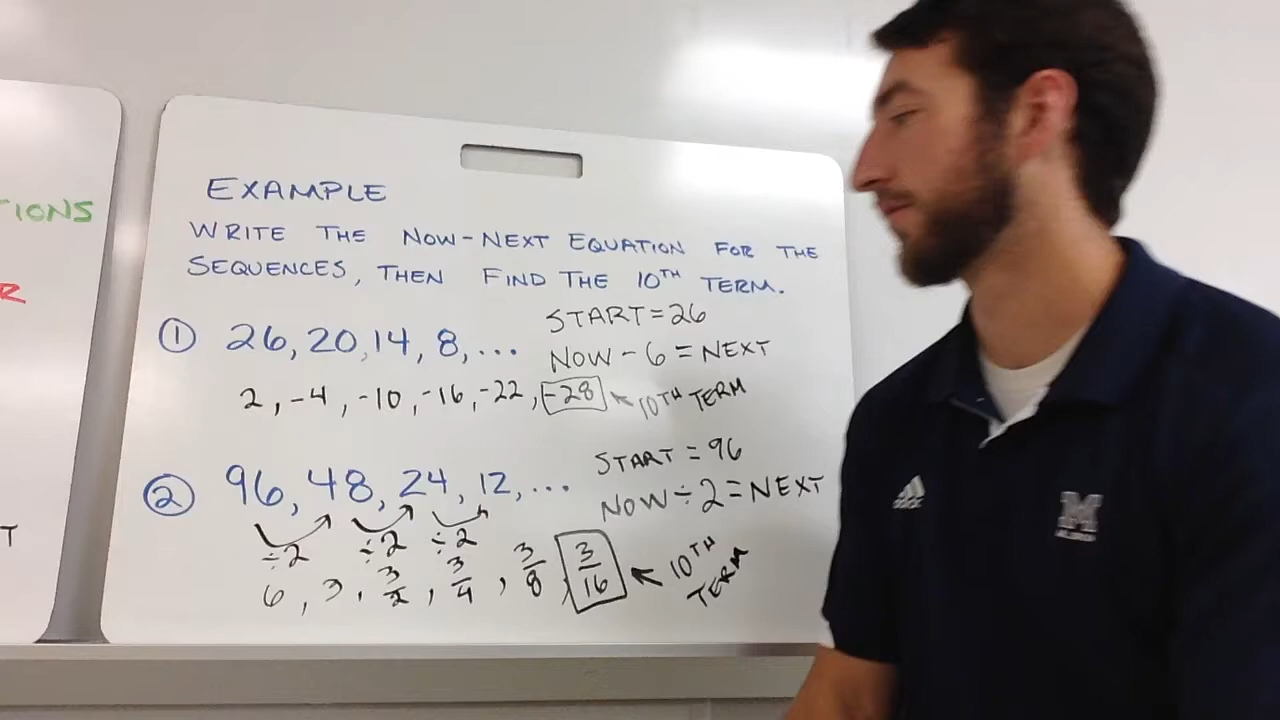 EXAMPLE
WRITE THE NOW-NEXT EQUATION FOR THE
SEQUENCES, THEN FIND THE 10TH TERM.
① 26, 20, 14, 8, ...
START = 26
NOW - 6 = NEXT
2, -4, -10, -16, -22, -28 ← 10TH TERM
② 96, 48, 24, 12, ...
START = 96
NOW ÷ 2 = NEXT
÷2 ÷2 ÷2
6, 3, 3/2, 3/4, 3/8, 3/16 ← 10TH
TERM
TIONS
R
T
M